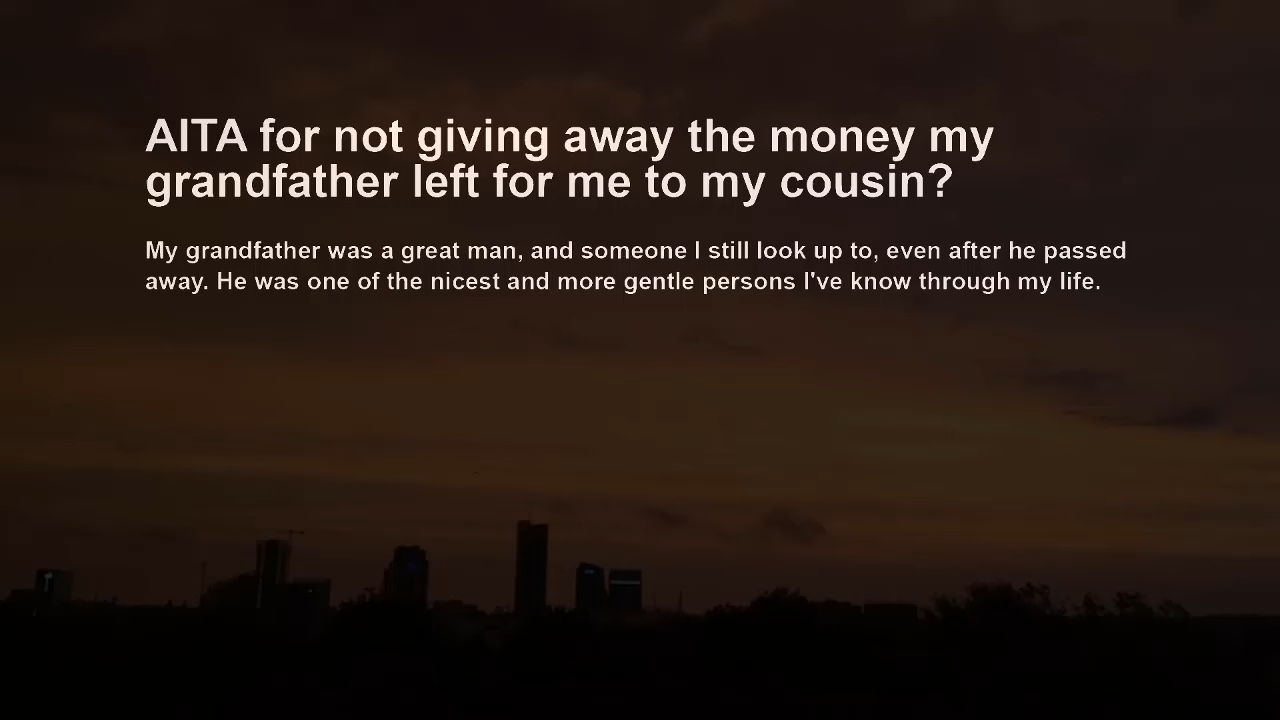 AITA for not giving away the money my
grandfather left for me to my cousin?
My grandfather was a great man, and someone I still look up to, even after he passed
away. He was one of the nicest and more gentle persons I've know through my life.